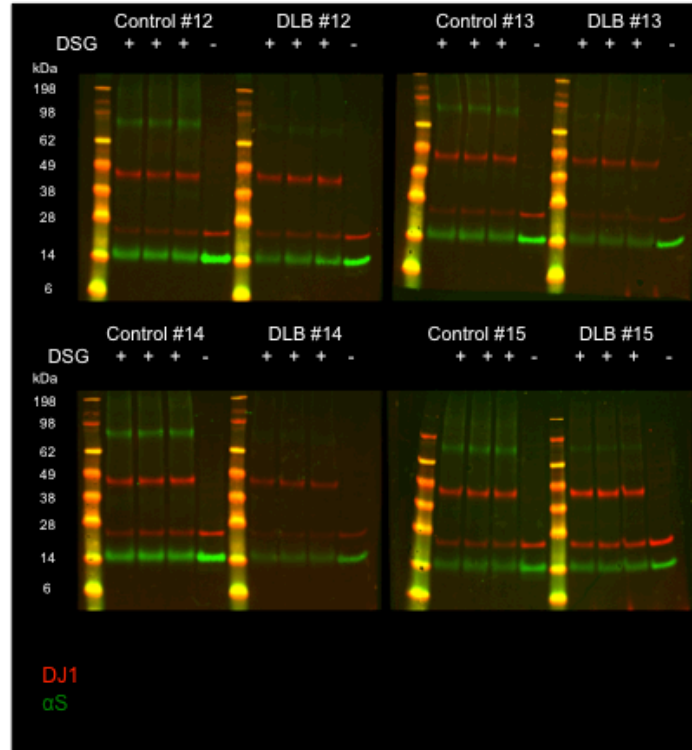 Control #12 DLB #12 Control #13 DLB #13
DSG + + + - + + + - + + + - + + + -
kDa
198
98
62
49
38
28
14
6
Control #14 DLB #14 Control #15 DLB #15
DSG + + + - + + + - + + + - + + + -
kDa
198
98
62
49
38
28
14
6
DJ1
αS